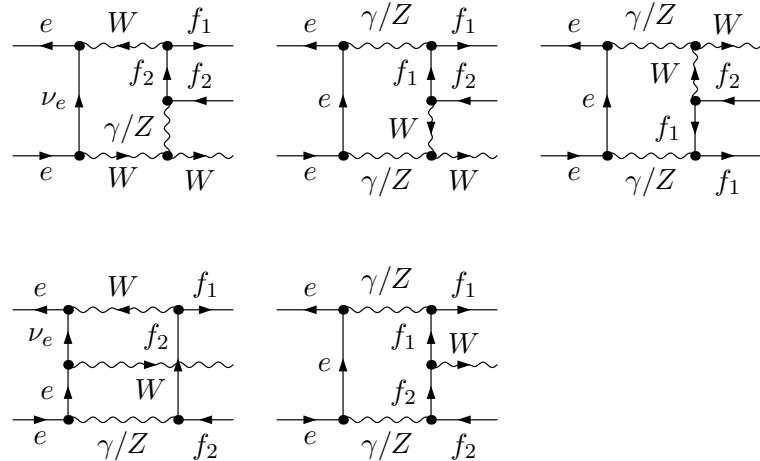 e W f₁ e γ/Z f₁ e γ/Z W
f₂ f₂ f₁ f₂ W f₂
νₑ e e
γ/Z W f₁
e W W e γ/Z W e γ/Z f₁
e W f₁ e γ/Z f₁
νₑ f₂ f₁ W
e
e W f₂
e γ/Z f₂ e γ/Z f₂